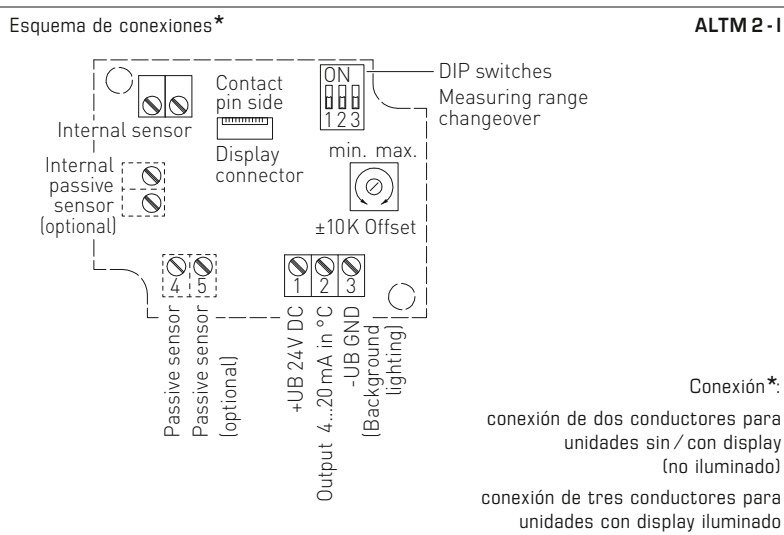 Esquema de conexiones*
ALTM 2 - I
ON
1 2 3
DIP switches
Measuring range
changeover
Contact
pin side
Internal sensor
Display
connector
Internal
passive
sensor
(optional)
min. max.
±10K Offset
4 5
1 2 3
Passive sensor
Passive sensor
(optional)
+UB 24V DC
Output 4...20mA in °C
-UB GND
(Background
lighting)
Conexión*:
conexión de dos conductores para
unidades sin / con display
(no iluminado)
conexión de tres conductores para
unidades con display iluminado